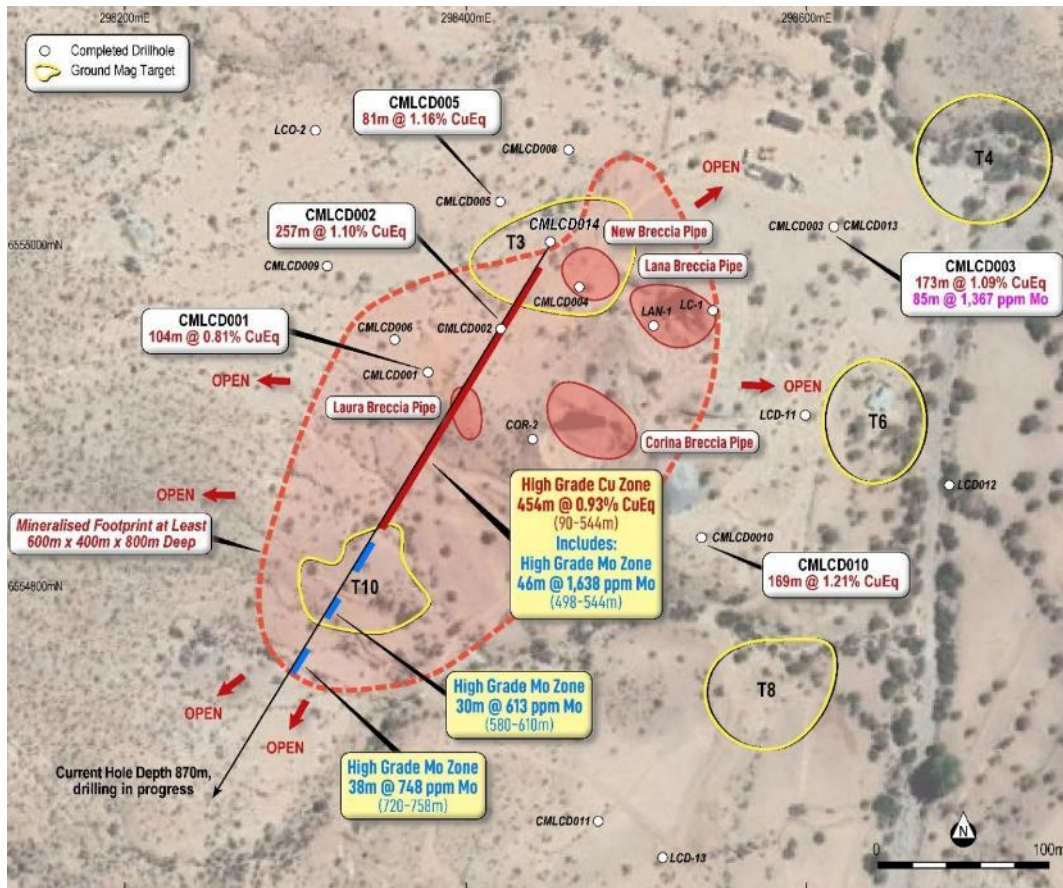 298200mE
298400mE
298600mE
Completed Drillhole
Ground Mag Target
CMLCD005
81m @ 1.16% CuEq
LCO-2
CMLCD008
T4
OPEN
CMLCD002
257m @ 1.10% CuEq
CMLCD005
CMLCD014
New Breccia Pipe
CMLCD003
CMLCD013
6555000mN
T3
CMLCD009
Lana Breccia Pipe
CMLCD003
173m @ 1.09% CuEq
85m @ 1,367 ppm Mo
CMLCD004
LAN-1
LC-1
CMLCD001
104m @ 0.81% CuEq
CMLCD006
CMLCD002
CMLCD001
OPEN
OPEN
Laura Breccia Pipe
LCD-11
T6
COR-2
Corina Breccia Pipe
OPEN
High Grade Cu Zone
454m @ 0.93% CuEq
(90-544m)
Includes:
High Grade Mo Zone
46m @ 1,638 ppm Mo
(498-544m)
LCD012
Mineralised Footprint at Least
600m x 400m x 800m Deep
CMLCD0010
CMLCD010
169m @ 1.21% CuEq
6554800mN
T10
T8
High Grade Mo Zone
30m @ 613 ppm Mo
(580-610m)
OPEN
OPEN
High Grade Mo Zone
38m @ 748 ppm Mo
(720-758m)
Current Hole Depth 870m,
drilling in progress
CMLCD011
LCD-13
N
0
100m